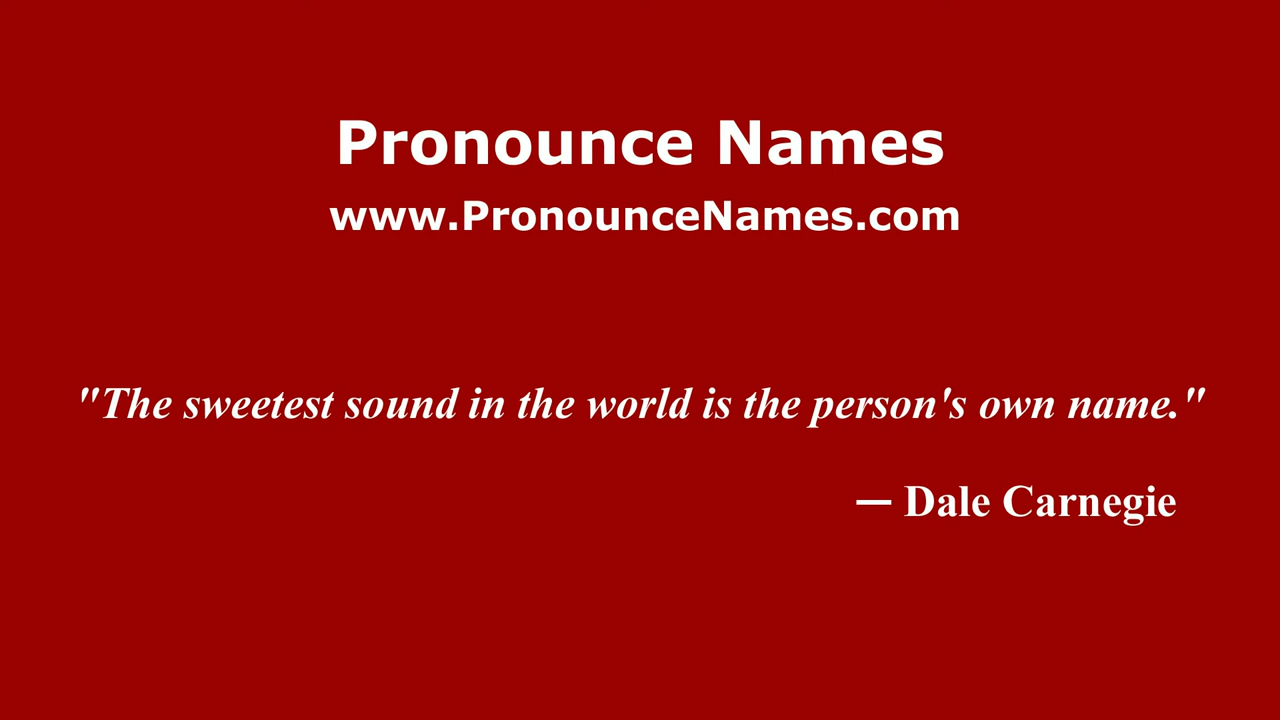 Pronounce Names
www.PronounceNames.com
"The sweetest sound in the world is the person's own name."
— Dale Carnegie